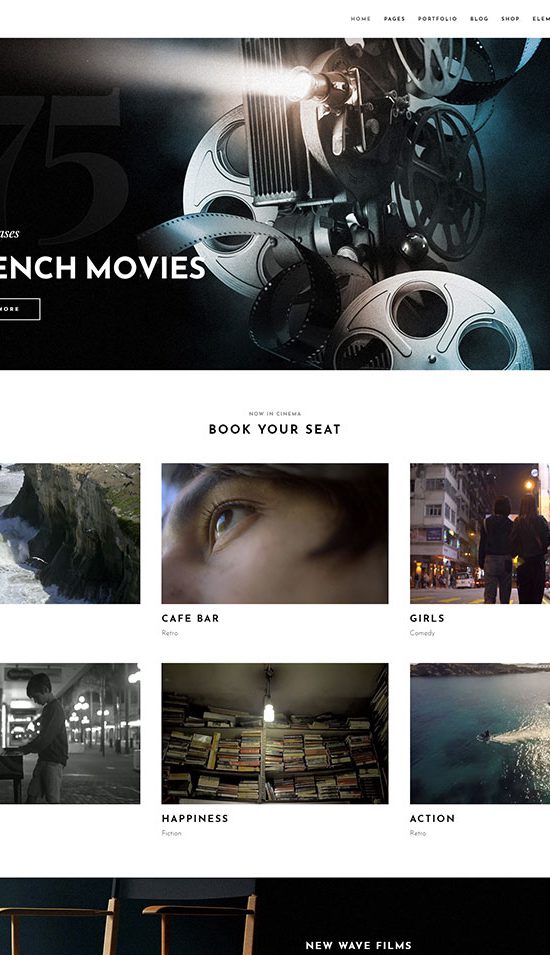 HOME PAGES PORTFOLIO BLOG SHOP ELEM
75
ases
ENCH MOVIES
MORE
NOW IN CINEMA
BOOK YOUR SEAT
CAFE BAR
Retro
GIRLS
Comedy
HAPPINESS
Fiction
ACTION
Retro
NEW WAVE FILMS